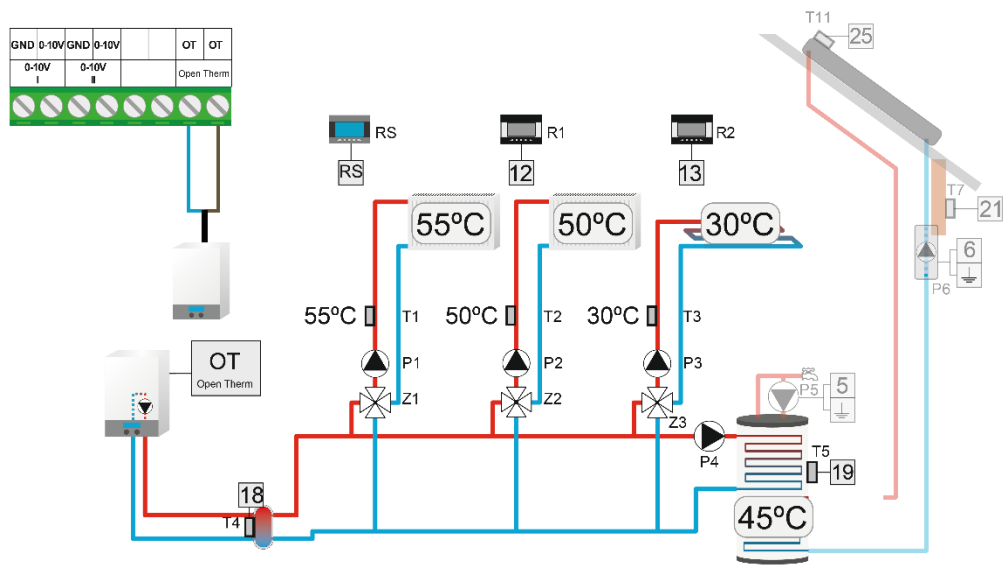 GND 0-10V GND 0-10V OT OT
0-10V 0-10V Open Therm
I II
T11
25
RS
RS
R1
12
R2
13
T7
21
55ºC
50ºC
30ºC
6
P6
55ºC
T1
50ºC
T2
30ºC
T3
OT
Open Therm
P1
P2
P3
Z1
Z2
Z3
P5
5
P4
T5
19
18
T4
45ºC